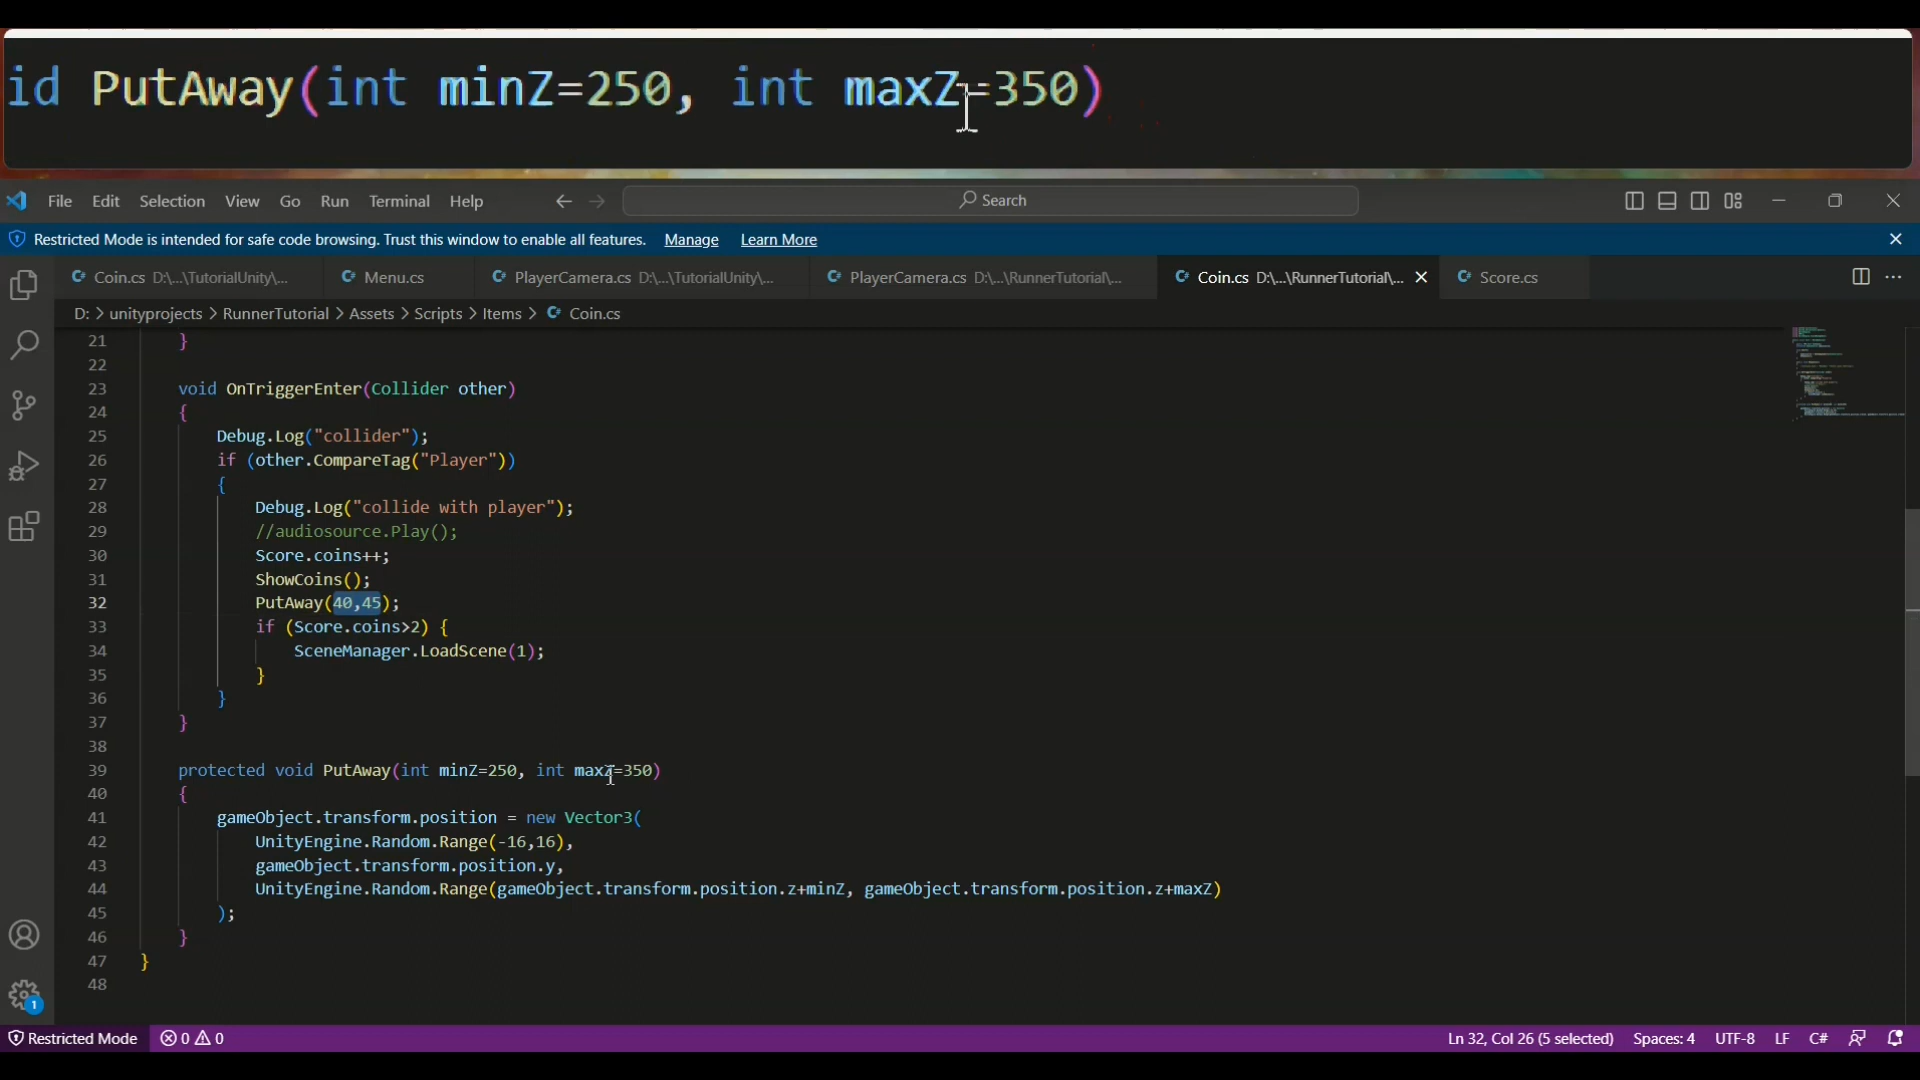 id PutAway(int minZ=250, int maxZ=350)
File Edit Selection View Go Run Terminal Help Search
Restricted Mode is intended for safe code browsing. Trust this window to enable all features. Manage Learn More
Coin.cs D:\...\TutorialUnity\... Menu.cs PlayerCamera.cs D:\...\TutorialUnity\... PlayerCamera.cs D:\...\RunnerTutorial\... Coin.cs D:\...\RunnerTutorial\... Score.cs
D: > unityprojects > RunnerTutorial > Assets > Scripts > Items > Coin.cs
21 }
22
23 void OnTriggerEnter(Collider other)
24 {
25 Debug.Log("collider");
26 if (other.CompareTag("Player"))
27 {
28 Debug.Log("collide with player");
29 //audiosource.Play();
30 Score.coins++;
31 ShowCoins();
32 PutAway(40,45);
33 if (Score.coins>2) {
34 SceneManager.LoadScene(1);
35 }
36 }
37 }
38
39 protected void PutAway(int minZ=250, int maxZ=350)
40 {
41 gameObject.transform.position = new Vector3(
42 UnityEngine.Random.Range(-16,16),
43 gameObject.transform.position.y,
44 UnityEngine.Random.Range(gameObject.transform.position.z+minZ, gameObject.transform.position.z+maxZ)
45 );
46 }
47 }
48
1
Restricted Mode 0 0 Ln 32, Col 26 (5 selected) Spaces: 4 UTF-8 LF C#